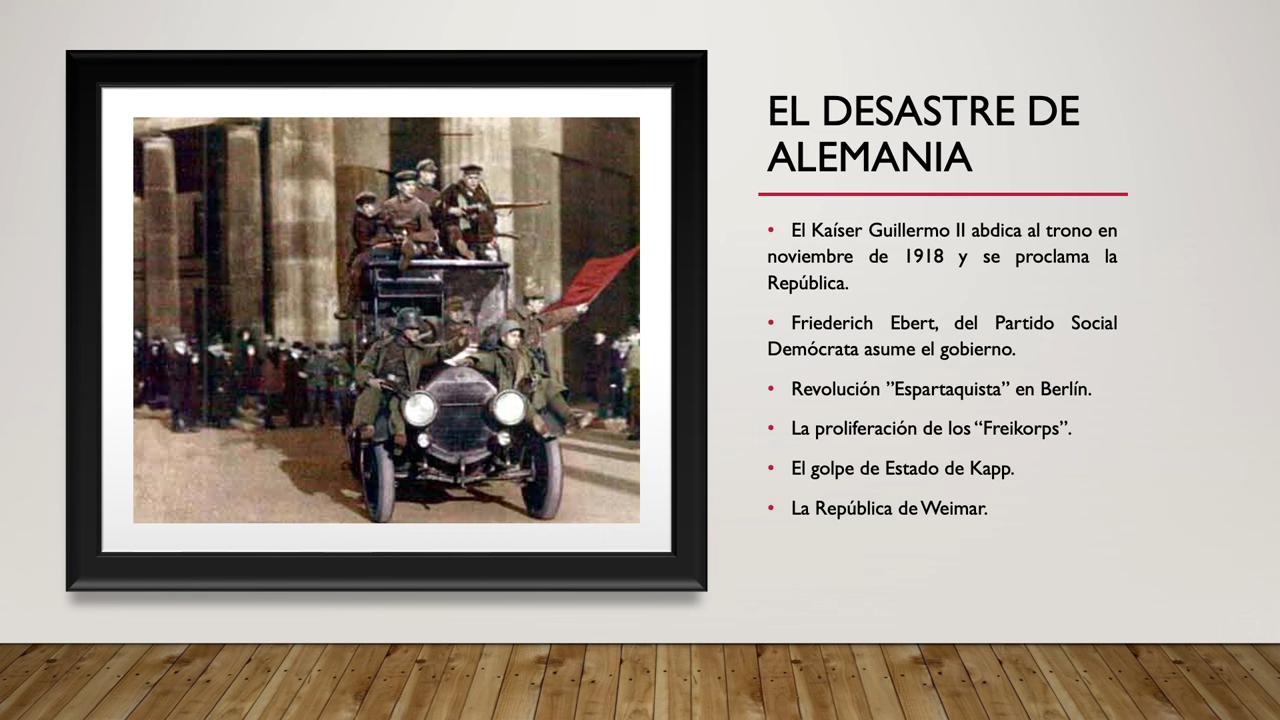 EL DESASTRE DE
ALEMANIA
• El Kaíser Guillermo II abdica al trono en
noviembre de 1918 y se proclama la
República.
• Friederich Ebert, del Partido Social
Demócrata asume el gobierno.
• Revolución ”Espartaquista” en Berlín.
• La proliferación de los “Freikorps”.
• El golpe de Estado de Kapp.
• La República de Weimar.